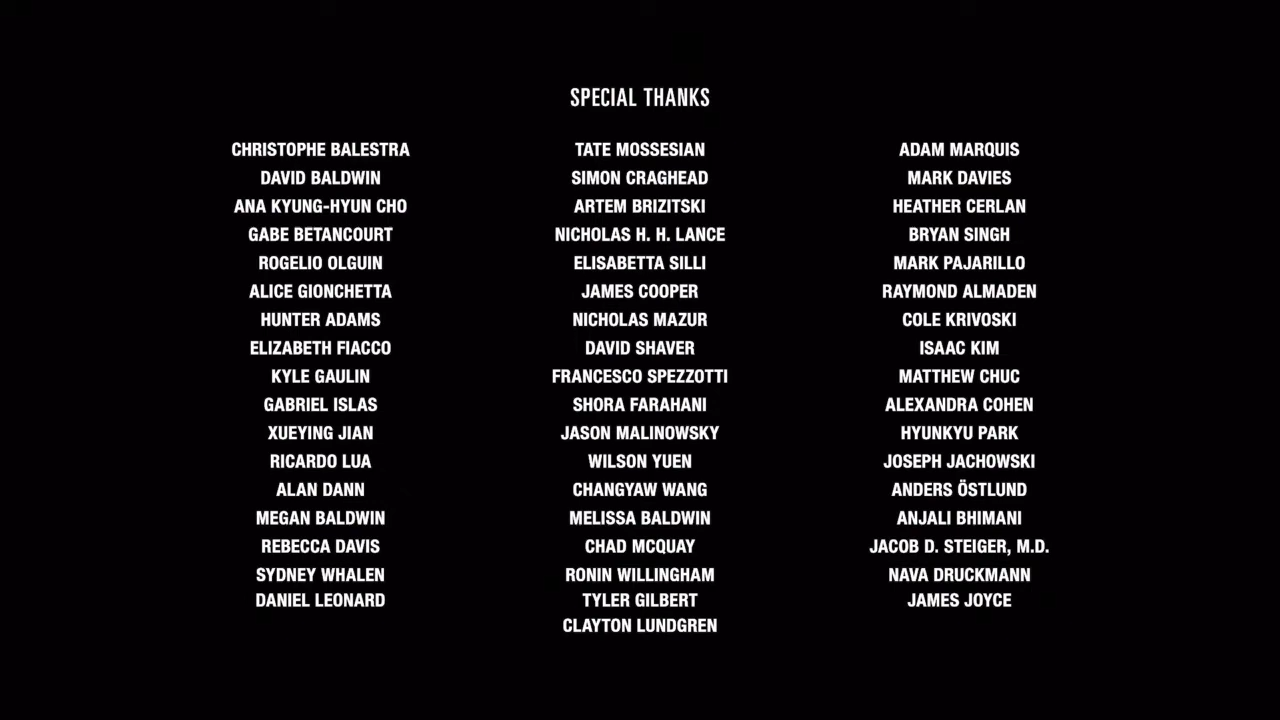 SPECIAL THANKS
CHRISTOPHE BALESTRA
DAVID BALDWIN
ANA KYUNG-HYUN CHO
GABE BETANCOURT
ROGELIO OLGUIN
ALICE GIONCHETTA
HUNTER ADAMS
ELIZABETH FIACCO
KYLE GAULIN
GABRIEL ISLAS
XUEYING JIAN
RICARDO LUA
ALAN DANN
MEGAN BALDWIN
REBECCA DAVIS
SYDNEY WHALEN
DANIEL LEONARD
TATE MOSSESIAN
SIMON CRAGHEAD
ARTEM BRIZITSKI
NICHOLAS H. H. LANCE
ELISABETTA SILLI
JAMES COOPER
NICHOLAS MAZUR
DAVID SHAVER
FRANCESCO SPEZZOTTI
SHORA FARAHANI
JASON MALINOWSKY
WILSON YUEN
CHANGYAW WANG
MELISSA BALDWIN
CHAD MCQUAY
RONIN WILLINGHAM
TYLER GILBERT
CLAYTON LUNDGREN
ADAM MARQUIS
MARK DAVIES
HEATHER CERLAN
BRYAN SINGH
MARK PAJARILLO
RAYMOND ALMADEN
COLE KRIVOSKI
ISAAC KIM
MATTHEW CHUC
ALEXANDRA COHEN
HYUNKYU PARK
JOSEPH JACHOWSKI
ANDERS ÖSTLUND
ANJALI BHIMANI
JACOB D. STEIGER, M.D.
NAVA DRUCKMANN
JAMES JOYCE